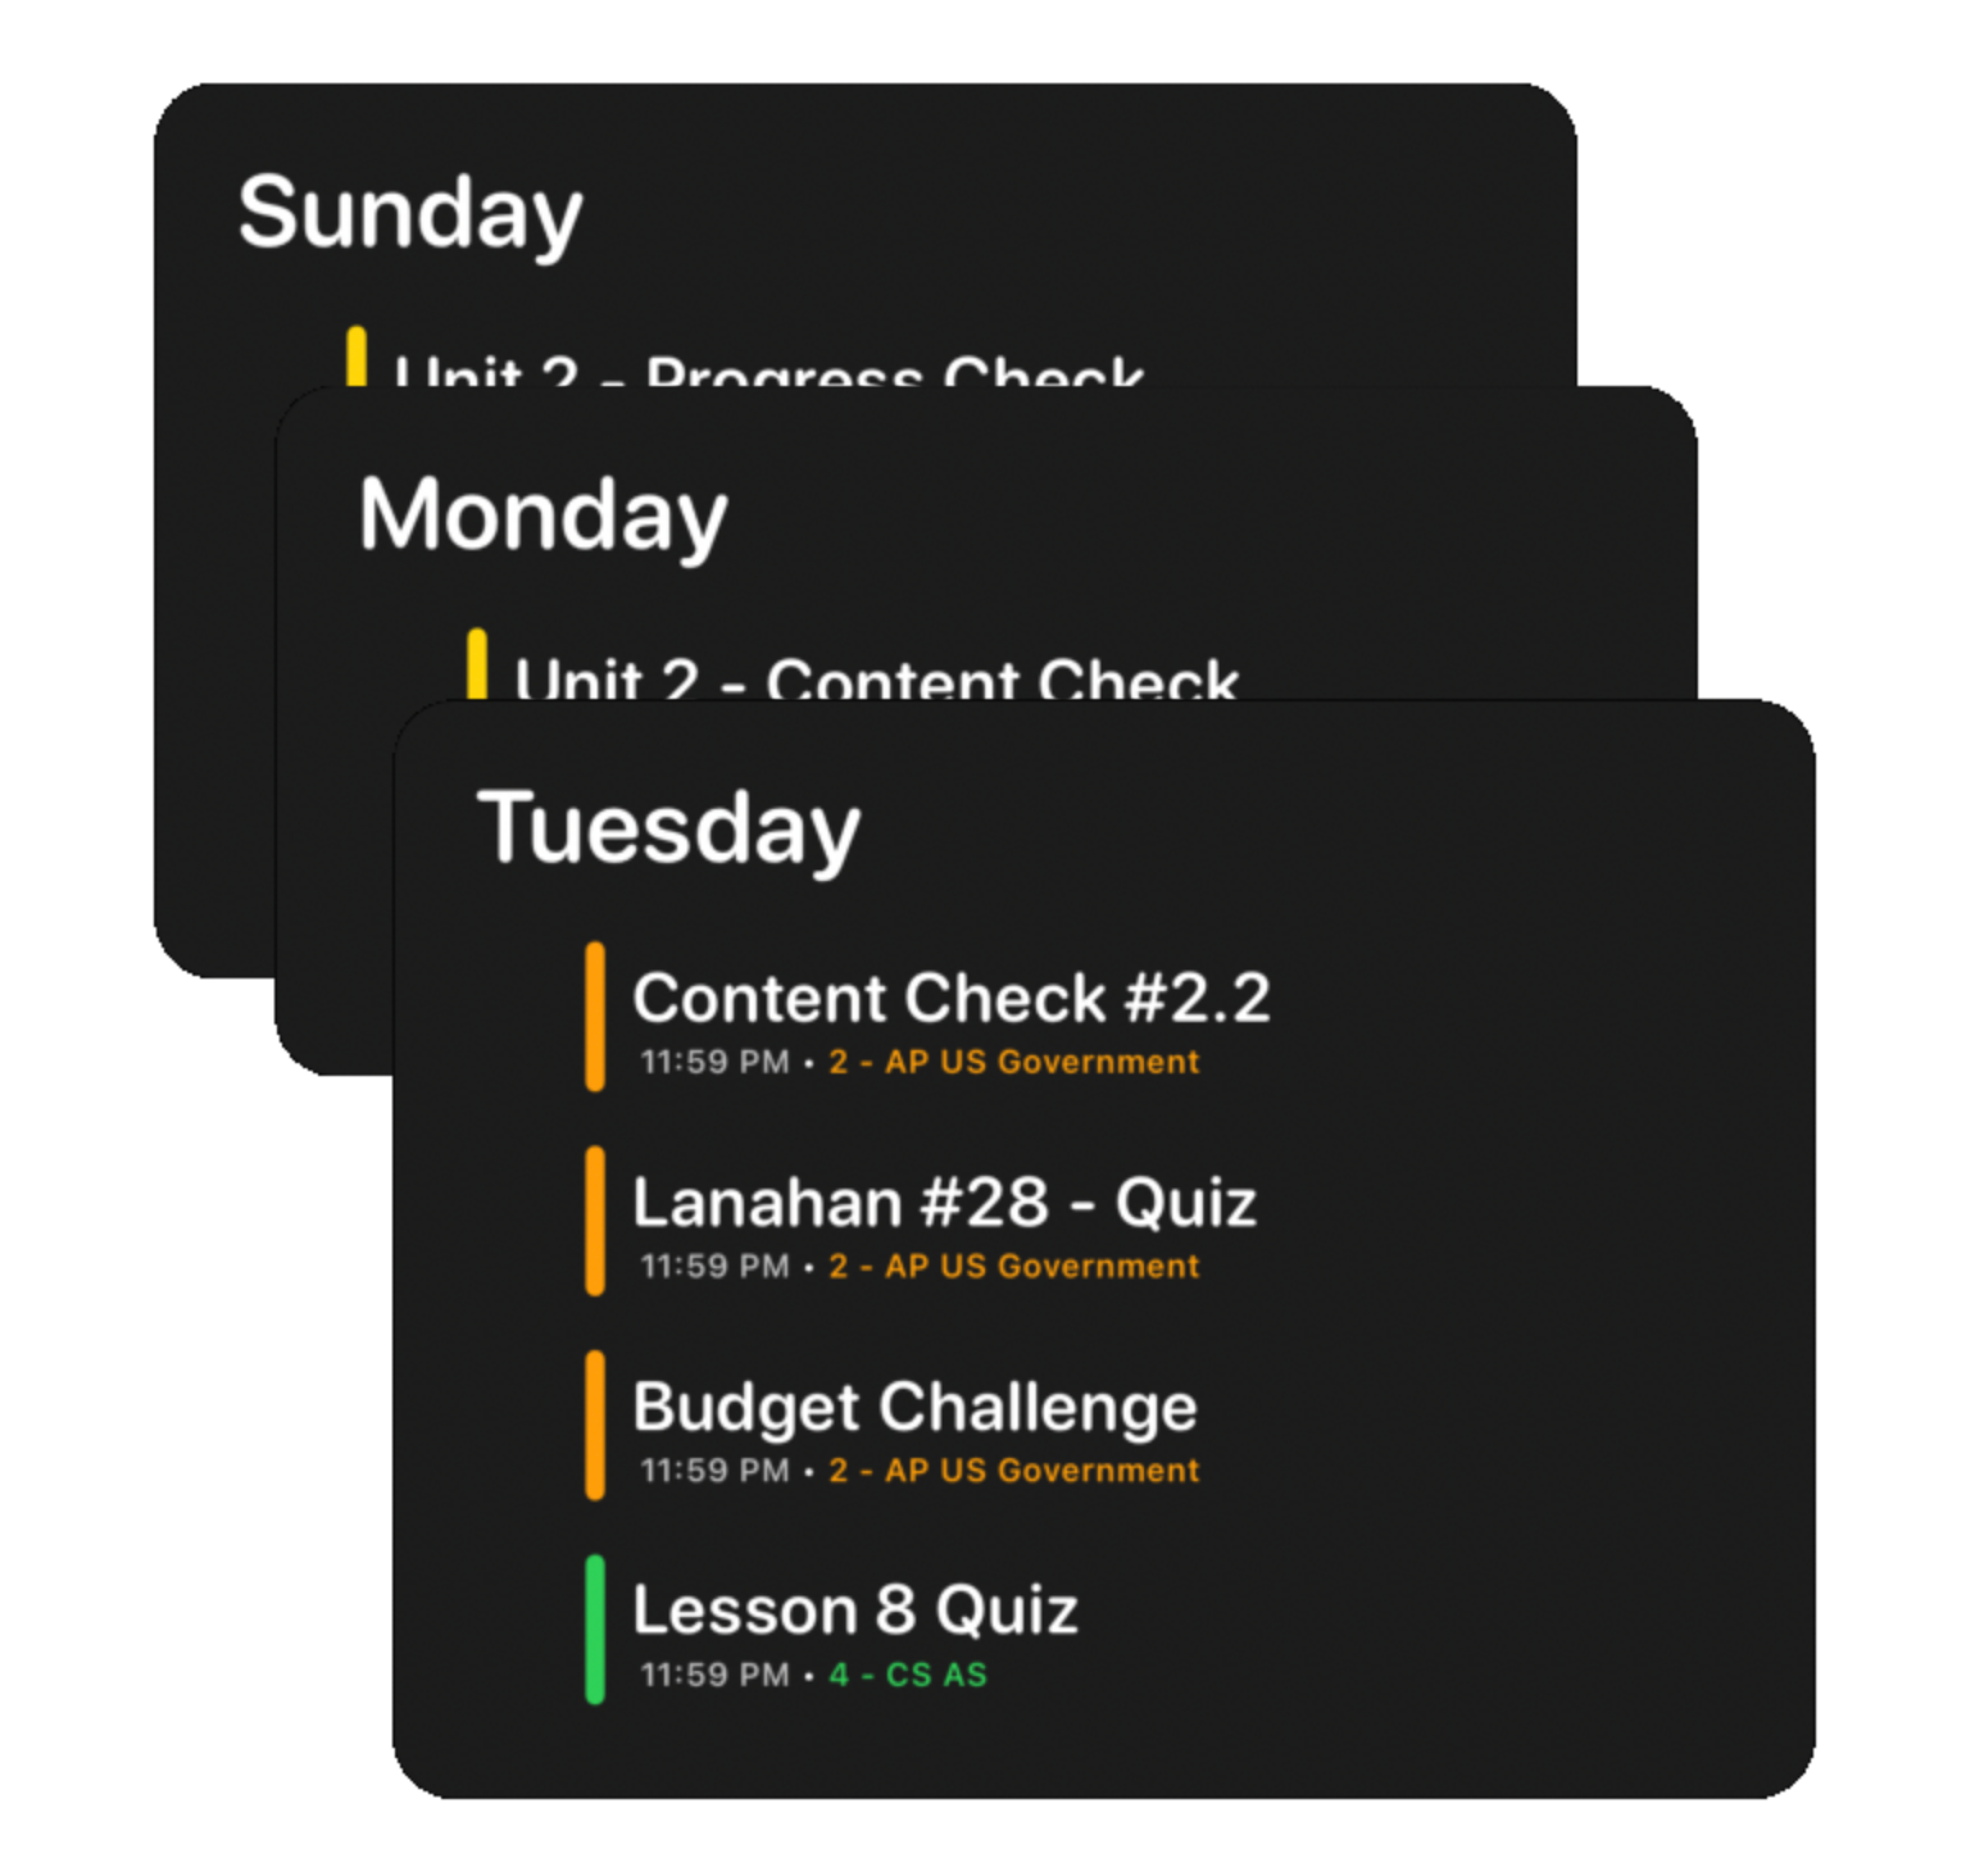 Sunday
Unit 2 - Progress Check
Monday
Unit 2 - Content Check
Tuesday
Content Check #2.2
11:59 PM • 2 - AP US Government
Lanahan #28 - Quiz
11:59 PM • 2 - AP US Government
Budget Challenge
11:59 PM • 2 - AP US Government
Lesson 8 Quiz
11:59 PM • 4 - CS AS